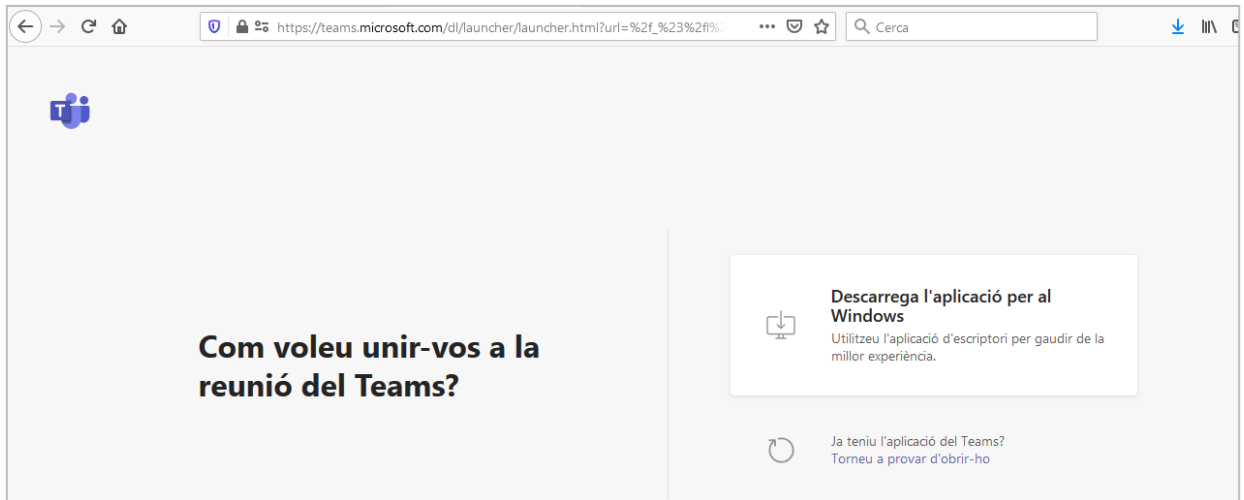 https://teams.microsoft.com/dl/launcher/launcher.html?url=%2f_%23%2fl%2
Cerca
T
Com voleu unir-vos a la
reunió del Teams?
Descarrega l'aplicació per al
Windows
Utilitzeu l'aplicació d'escriptori per gaudir de la
millor experiència.
Ja teniu l'aplicació del Teams?
Torneu a provar d'obrir-ho